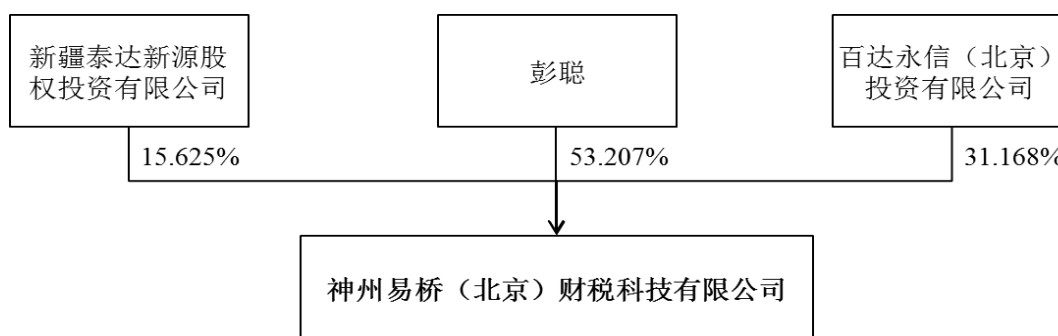 新疆泰达新源股
权投资有限公司
彭聪
百达永信（北京）
投资有限公司
15.625%
53.207%
31.168%
神州易桥（北京）财税科技有限公司